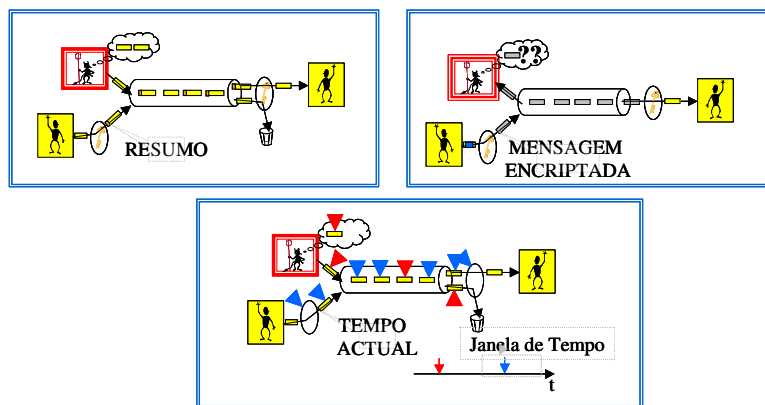 RESUMO
??
MENSAGEM
ENCRIPTADA
TEMPO
ACTUAL
Janela de Tempo
t